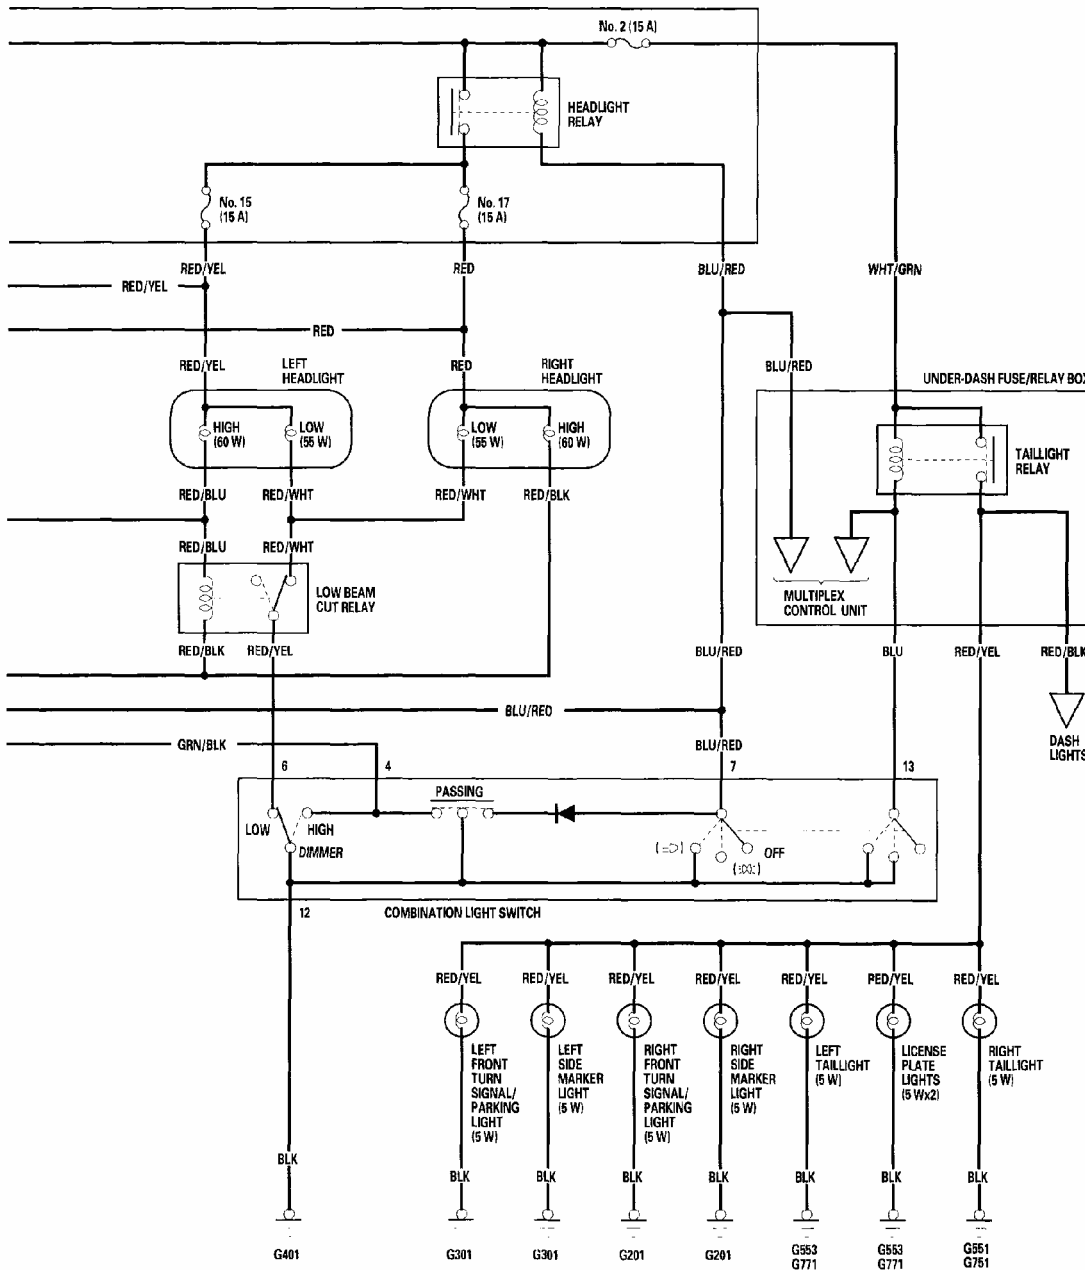 No. 2 (15 A)
HEADLIGHT
RELAY
No. 15
(15 A)
No. 17
(15 A)
RED/YEL
RED
BLU/RED
WHT/GRN
RED/YEL
RED
RED/YEL
LEFT
HEADLIGHT
RED
RIGHT
HEADLIGHT
BLU/RED
UNDER-DASH FUSE/RELAY BOX
HIGH
(60 W)
LOW
(55 W)
LOW
(55 W)
HIGH
(60 W)
TAILLIGHT
RELAY
RED/BLU
RED/WHT
RED/WHT
RED/BLK
RED/BLU
RED/WHT
LOW BEAM
CUT RELAY
MULTIPLEX
CONTROL UNIT
RED/BLK
RED/YEL
BLU/RED
BLU
RED/YEL
RED/BLK
BLU/RED
GRN/BLK
BLU/RED
DASH
LIGHTS
6
4
7
13
PASSING
LOW
HIGH
DIMMER
OFF
12
COMBINATION LIGHT SWITCH
RED/YEL
RED/YEL
RED/YEL
RED/YEL
RED/YEL
PED/YEL
RED/YEL
LEFT
FRONT
TURN
SIGNAL/
PARKING
LIGHT
(5 W)
LEFT
SIDE
MARKER
LIGHT
(5 W)
RIGHT
FRONT
TURN
SIGNAL/
PARKING
LIGHT
(5 W)
RIGHT
SIDE
MARKER
LIGHT
(5 W)
LEFT
TAILLIGHT
(5 W)
LICENSE
PLATE
LIGHTS
(5 Wx2)
RIGHT
TAILLIGHT
(5 W)
BLK
BLK
BLK
BLK
BLK
BLK
BLK
BLK
G401
G301
G301
G201
G201
G553
G771
G553
G771
G551
G751